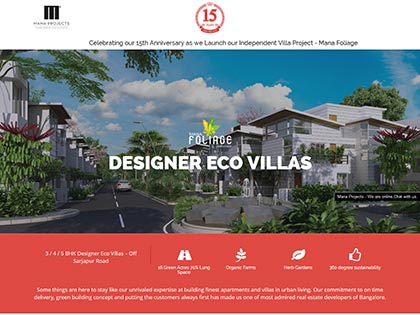 MANA PROJECTS
15
Celebrating our 15th Anniversary as we Launch our Independent Villa Project - Mana Foliage
FOLIAGE
DESIGNER ECO VILLAS
Mana Projects - We are online. Chat with us.
3 / 4 / 5 BHK Designer Eco Villas – Off
Sarjapur Road
16 Green Acres 70% Lung
Space
Organic Farms
Herb Gardens
360 degree sustainability
Some things are here to stay like our unrivaled expertise at building finest apartments and villas in urban living. Our commitment to on time
delivery, green building concept and putting the customers always first has made us one of most admired real estate developers of Bangalore.